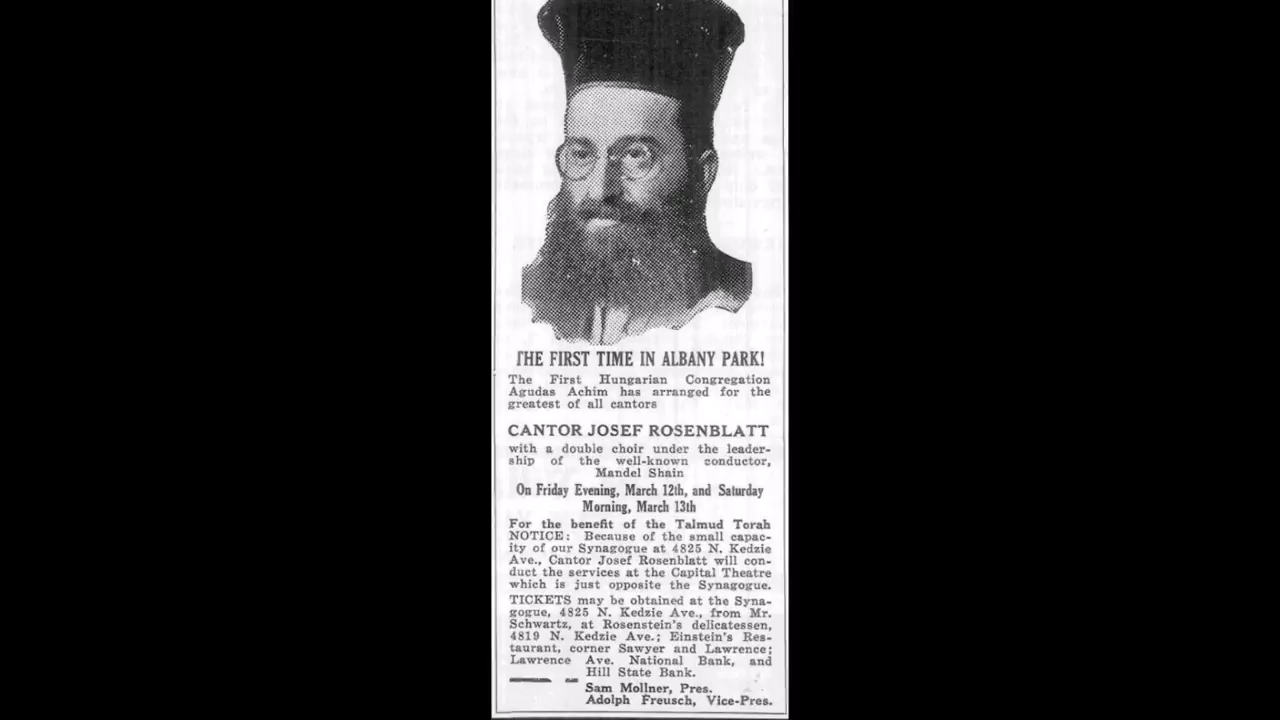 THE FIRST TIME IN ALBANY PARK!
The First Hungarian Congregation
Agudas Achim has arranged for the
greatest of all cantors
CANTOR JOSEF ROSENBLATT
with a double choir under the leader-
ship of the well-known conductor,
Mandel Shain
On Friday Evening, March 12th, and Saturday
Morning, March 13th
For the benefit of the Talmud Torah
NOTICE: Because of the small capac-
ity of our Synagogue at 4825 N. Kedzie
Ave., Cantor Josef Rosenblatt will con-
duct the services at the Capital Theatre
which is just opposite the Synagogue.
TICKETS may be obtained at the Syna-
gogue, 4825 N. Kedzie Ave., from Mr.
Schwartz, at Rosenstein's delicatessen,
4819 N. Kedzie Ave.; Einstein's Res-
taurant, corner Sawyer and Lawrence;
Lawrence Ave. National Bank, and
Hill State Bank.
Sam Mollner, Pres.
Adolph Freusch, Vice-Pres.